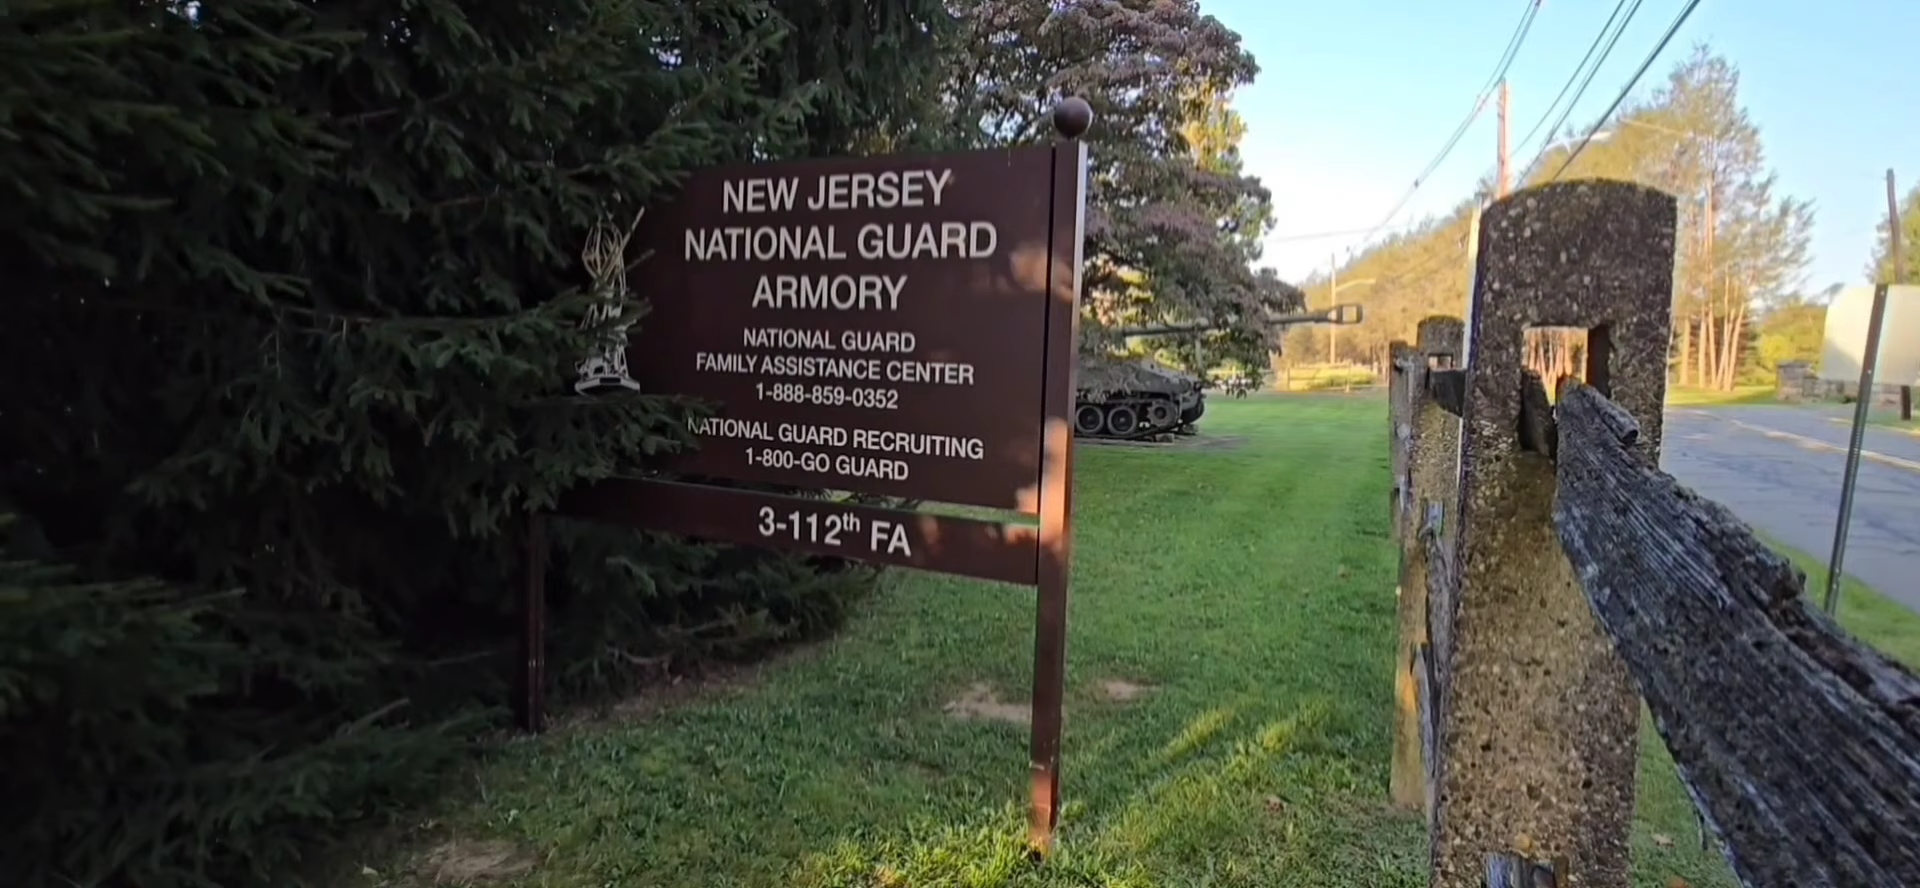 NEW JERSEY
NATIONAL GUARD
ARMORY
NATIONAL GUARD
FAMILY ASSISTANCE CENTER
1-888-859-0352
NATIONAL GUARD RECRUITING
1-800-GO GUARD
3-112th FA